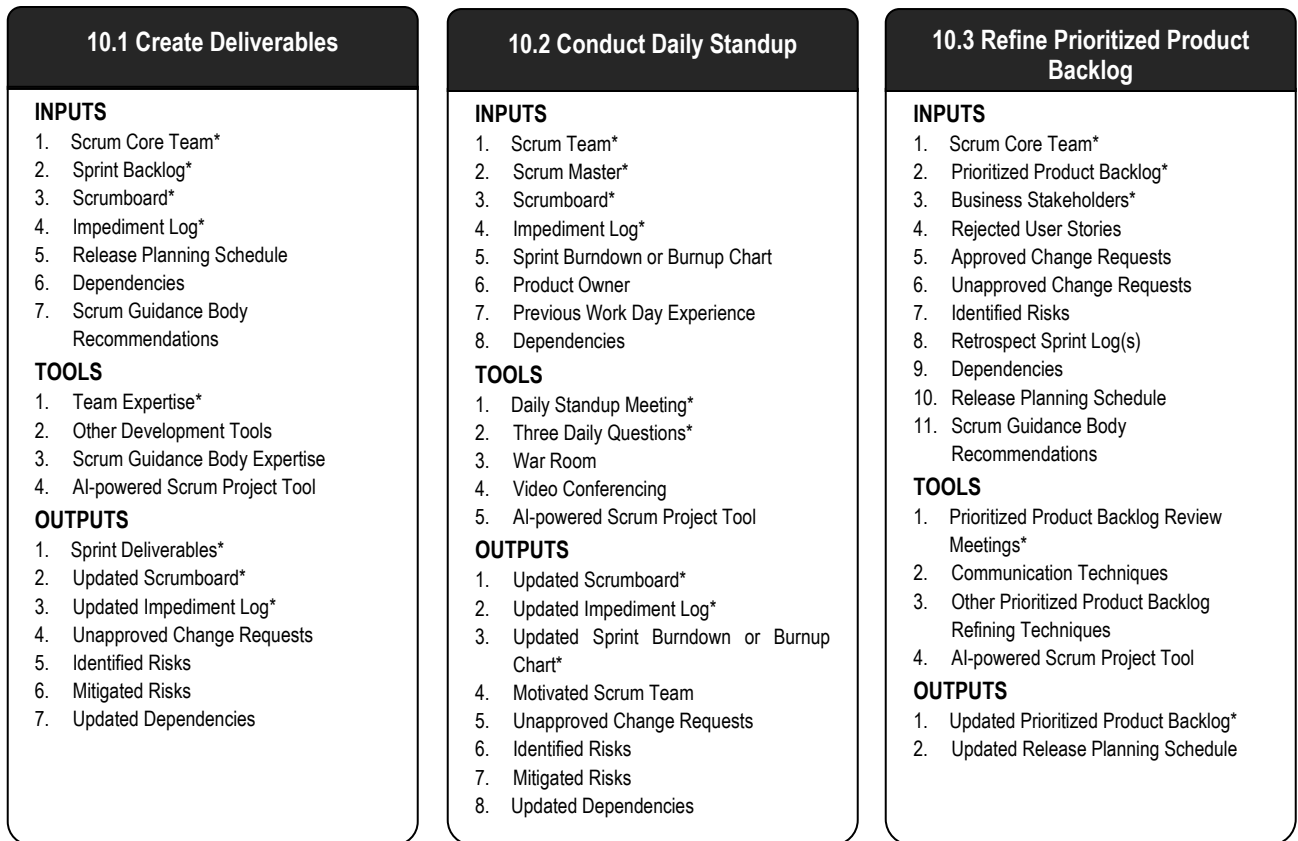 10.1 Create Deliverables
INPUTS
1. Scrum Core Team*
2. Sprint Backlog*
3. Scrumboard*
4. Impediment Log*
5. Release Planning Schedule
6. Dependencies
7. Scrum Guidance Body
Recommendations
TOOLS
1. Team Expertise*
2. Other Development Tools
3. Scrum Guidance Body Expertise
4. AI-powered Scrum Project Tool
OUTPUTS
1. Sprint Deliverables*
2. Updated Scrumboard*
3. Updated Impediment Log*
4. Unapproved Change Requests
5. Identified Risks
6. Mitigated Risks
7. Updated Dependencies
10.2 Conduct Daily Standup
INPUTS
1. Scrum Team*
2. Scrum Master*
3. Scrumboard*
4. Impediment Log*
5. Sprint Burndown or Burnup Chart
6. Product Owner
7. Previous Work Day Experience
8. Dependencies
TOOLS
1. Daily Standup Meeting*
2. Three Daily Questions*
3. War Room
4. Video Conferencing
5. AI-powered Scrum Project Tool
OUTPUTS
1. Updated Scrumboard*
2. Updated Impediment Log*
3. Updated Sprint Burndown or Burnup
Chart*
4. Motivated Scrum Team
5. Unapproved Change Requests
6. Identified Risks
7. Mitigated Risks
8. Updated Dependencies
10.3 Refine Prioritized Product
Backlog
INPUTS
1. Scrum Core Team*
2. Prioritized Product Backlog*
3. Business Stakeholders*
4. Rejected User Stories
5. Approved Change Requests
6. Unapproved Change Requests
7. Identified Risks
8. Retrospect Sprint Log(s)
9. Dependencies
10. Release Planning Schedule
11. Scrum Guidance Body
Recommendations
TOOLS
1. Prioritized Product Backlog Review
Meetings*
2. Communication Techniques
3. Other Prioritized Product Backlog
Refining Techniques
4. AI-powered Scrum Project Tool
OUTPUTS
1. Updated Prioritized Product Backlog*
2. Updated Release Planning Schedule